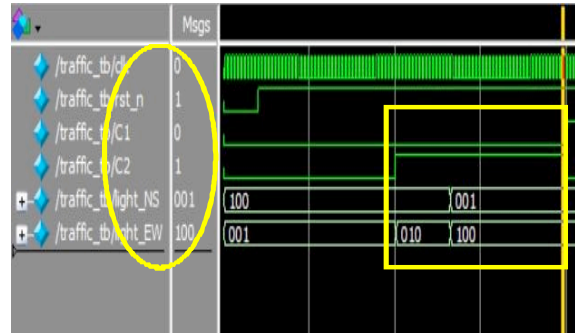 Msgs
/traffic_tb/clk 0
/traffic_tb/rst_n 1
/traffic_tb/C1 0
/traffic_tb/C2 1
/traffic_tb/light_NS 001 100 001
/traffic_tb/light_EW 100 001 010 100